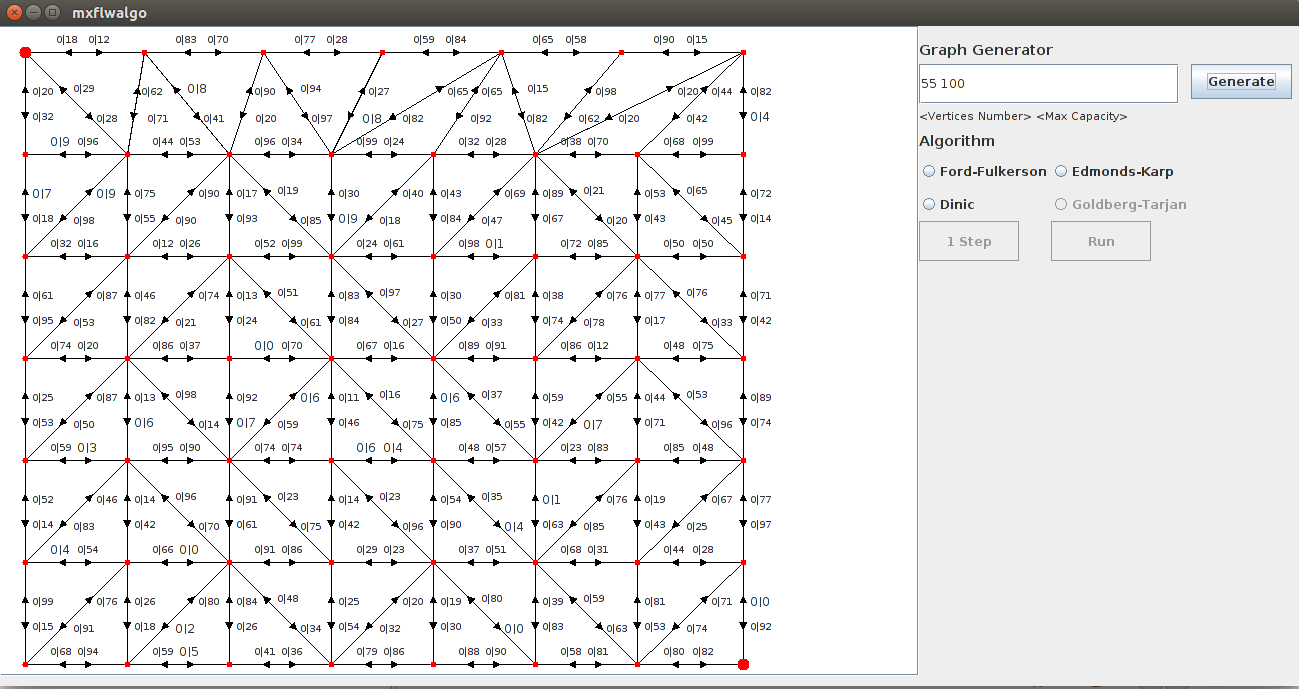 mxflwalgo
0|18 0|12 0|83 0|70 0|77 0|28 0|59 0|84 0|65 0|58 0|90 0|15
0|20 0|29 0|62 0|8 0|90 0|94 0|27 0|65 0|65 0|15 0|98 0|20 0|44 0|82
0|32 0|28 0|71 0|41 0|20 0|97 0|8 0|82 0|92 0|82 0|62 0|20 0|42 0|4
0|9 0|96 0|44 0|53 0|96 0|34 0|99 0|24 0|32 0|28 0|38 0|70 0|68 0|99
0|7 0|9 0|75 0|90 0|17 0|19 0|30 0|40 0|43 0|69 0|89 0|21 0|53 0|65 0|72
0|18 0|98 0|55 0|90 0|93 0|85 0|9 0|18 0|84 0|47 0|67 0|20 0|43 0|45 0|14
0|32 0|16 0|12 0|26 0|52 0|99 0|24 0|61 0|98 0|1 0|72 0|85 0|50 0|50
0|61 0|87 0|46 0|74 0|13 0|51 0|83 0|97 0|30 0|81 0|38 0|76 0|77 0|76 0|71
0|95 0|53 0|82 0|21 0|24 0|61 0|84 0|27 0|50 0|33 0|74 0|78 0|17 0|33 0|42
0|74 0|20 0|86 0|37 0|0 0|70 0|67 0|16 0|89 0|91 0|86 0|12 0|48 0|75
0|25 0|87 0|13 0|98 0|92 0|6 0|11 0|16 0|6 0|37 0|59 0|55 0|44 0|53 0|89
0|53 0|50 0|6 0|14 0|7 0|59 0|46 0|75 0|85 0|55 0|42 0|7 0|71 0|96 0|74
0|59 0|3 0|95 0|90 0|74 0|74 0|6 0|4 0|48 0|57 0|23 0|83 0|85 0|48
0|52 0|46 0|14 0|96 0|91 0|23 0|14 0|23 0|54 0|35 0|1 0|76 0|19 0|67 0|77
0|14 0|83 0|42 0|70 0|61 0|75 0|42 0|96 0|90 0|4 0|63 0|85 0|43 0|25 0|97
0|4 0|54 0|66 0|0 0|91 0|86 0|29 0|23 0|37 0|51 0|68 0|31 0|44 0|28
0|99 0|76 0|26 0|80 0|84 0|48 0|25 0|20 0|19 0|80 0|39 0|59 0|81 0|71 0|0
0|15 0|91 0|18 0|2 0|26 0|34 0|54 0|32 0|30 0|0 0|83 0|63 0|53 0|74 0|92
0|68 0|94 0|59 0|5 0|41 0|36 0|79 0|86 0|88 0|90 0|58 0|81 0|80 0|82
Graph Generator
55 100 Generate
<Vertices Number> <Max Capacity>
Algorithm
Ford-Fulkerson Edmonds-Karp
Dinic Goldberg-Tarjan
1 Step Run